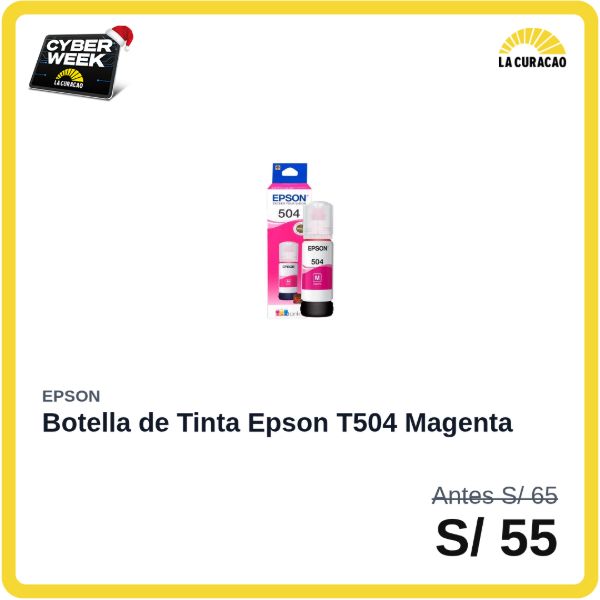 CYBER
WEEK
LA CURACAO
LA CURACAO
EPSON
504
EPSON
504
M
EPSON
Botella de Tinta Epson T504 Magenta
Antes S/ 65
S/ 55